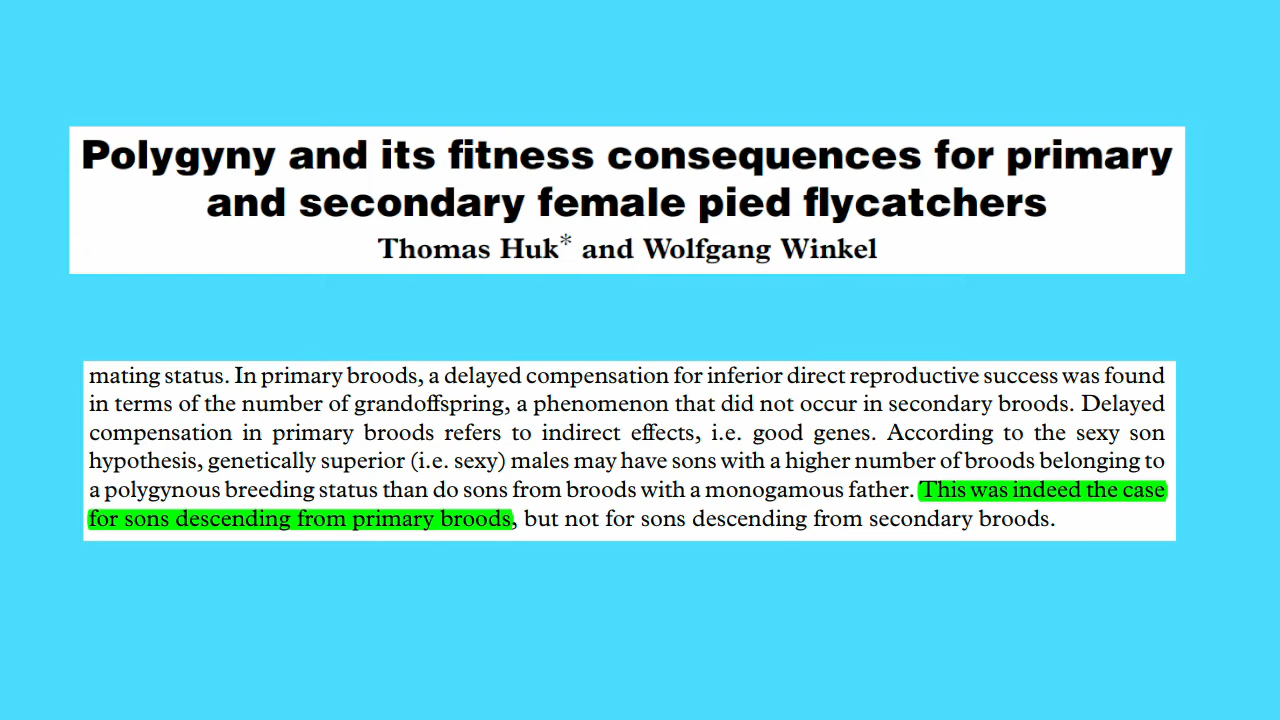 Polygyny and its fitness consequences for primary
and secondary female pied flycatchers
Thomas Huk* and Wolfgang Winkel
mating status. In primary broods, a delayed compensation for inferior direct reproductive success was found
in terms of the number of grandoffspring, a phenomenon that did not occur in secondary broods. Delayed
compensation in primary broods refers to indirect effects, i.e. good genes. According to the sexy son
hypothesis, genetically superior (i.e. sexy) males may have sons with a higher number of broods belonging to
a polygynous breeding status than do sons from broods with a monogamous father. This was indeed the case
for sons descending from primary broods, but not for sons descending from secondary broods.